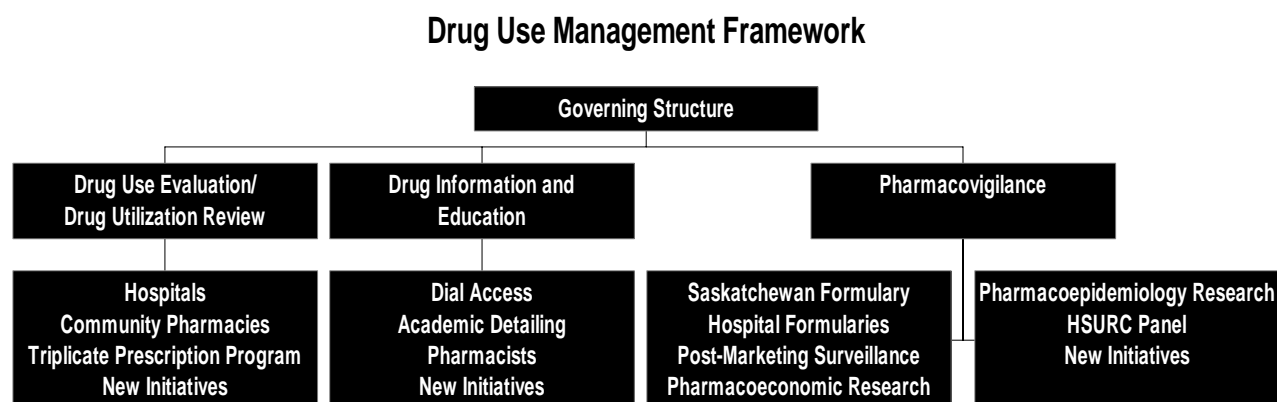 Drug Use Management Framework
Governing Structure
Drug Use Evaluation/
Drug Utilization Review
Drug Information and
Education
Pharmacovigilance
Hospitals
Community Pharmacies
Triplicate Prescription Program
New Initiatives
Dial Access
Academic Detailing
Pharmacists
New Initiatives
Saskatchewan Formulary
Hospital Formularies
Post-Marketing Surveillance
Pharmacoeconomic Research
Pharmacoepidemiology Research
HSURC Panel
New Initiatives